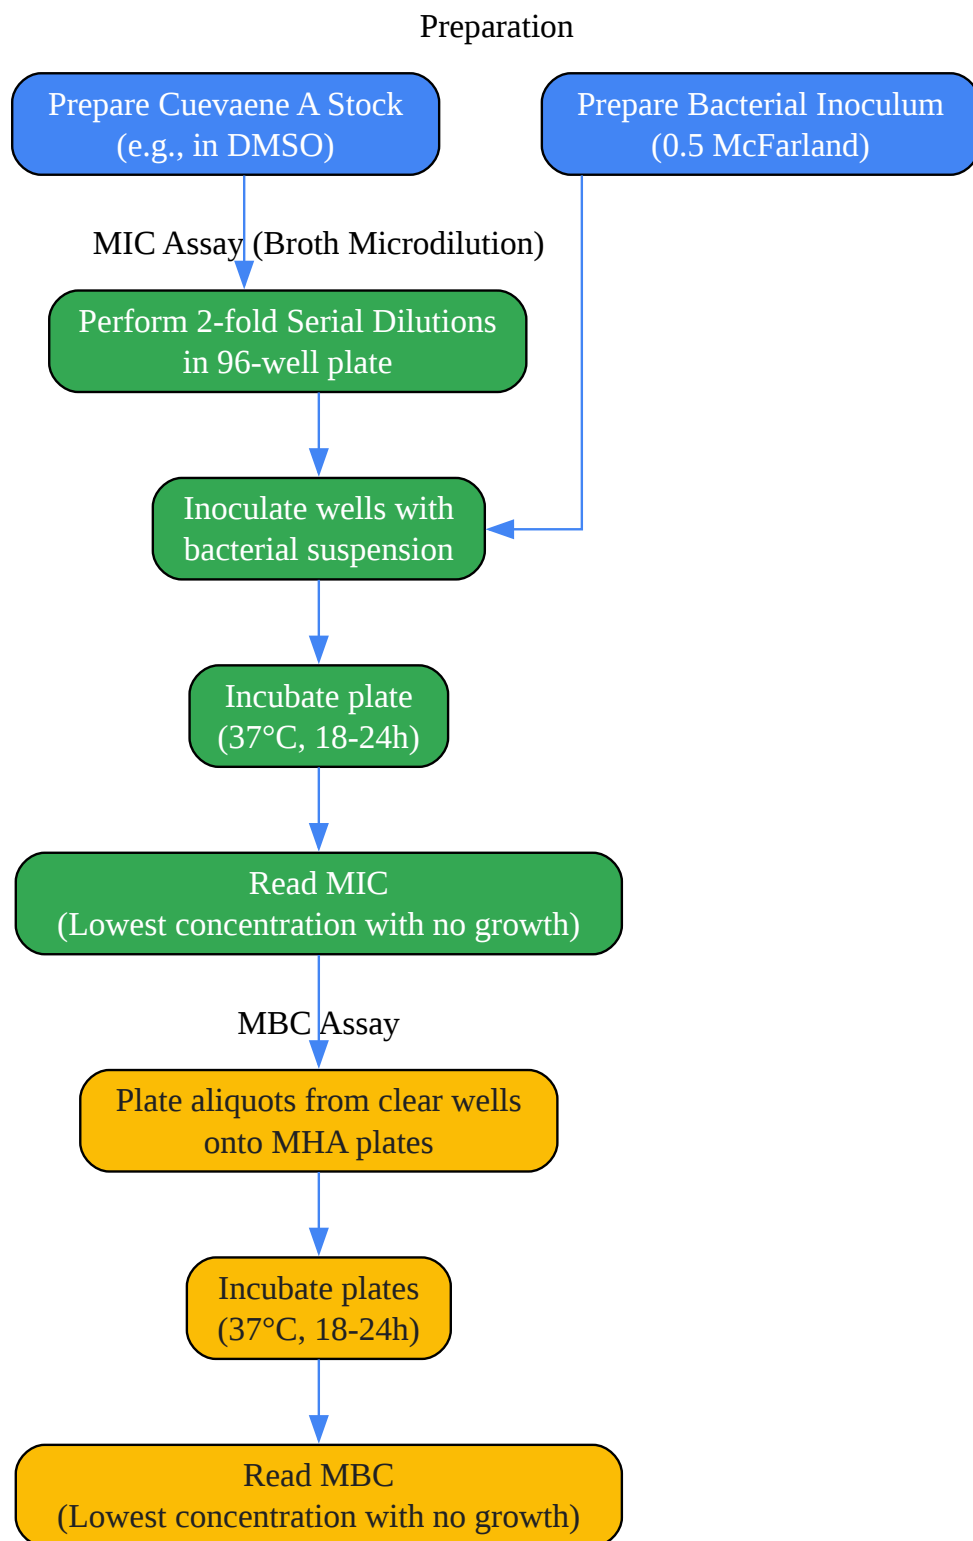 Preparation
Prepare Cuevaene A Stock
(e.g., in DMSO)
Prepare Bacterial Inoculum
(0.5 McFarland)
MIC Assay (Broth Microdilution)
Perform 2-fold Serial Dilutions
in 96-well plate
Inoculate wells with
bacterial suspension
Incubate plate
(37°C, 18-24h)
Read MIC
(Lowest concentration with no growth)
MBC Assay
Plate aliquots from clear wells
onto MHA plates
Incubate plates
(37°C, 18-24h)
Read MBC
(Lowest concentration with no growth)